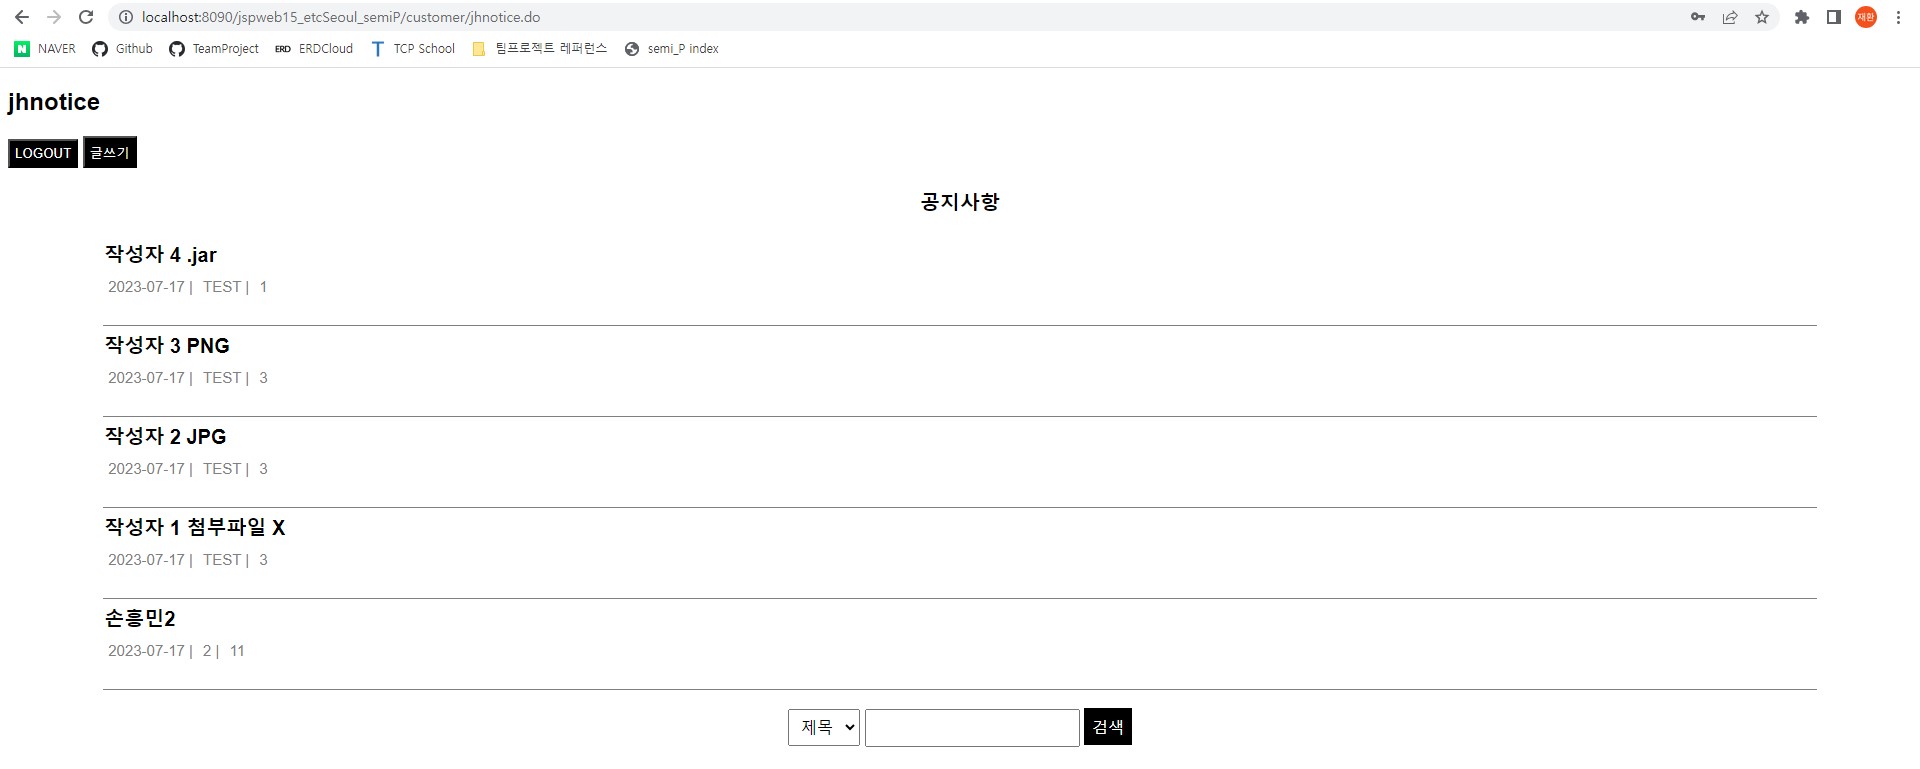 localhost:8090/jspweb15_etcSeoul_semiP/customer/jhnotice.do 재환
NAVER Github TeamProject ERD ERDCloud TCP School 팀프로젝트 레퍼런스 semi_P index
jhnotice
LOGOUT 글쓰기
공지사항
작성자 4 .jar
2023-07-17 | TEST | 1
작성자 3 PNG
2023-07-17 | TEST | 3
작성자 2 JPG
2023-07-17 | TEST | 3
작성자 1 첨부파일 X
2023-07-17 | TEST | 3
손흥민2
2023-07-17 | 2 | 11
제목 검색